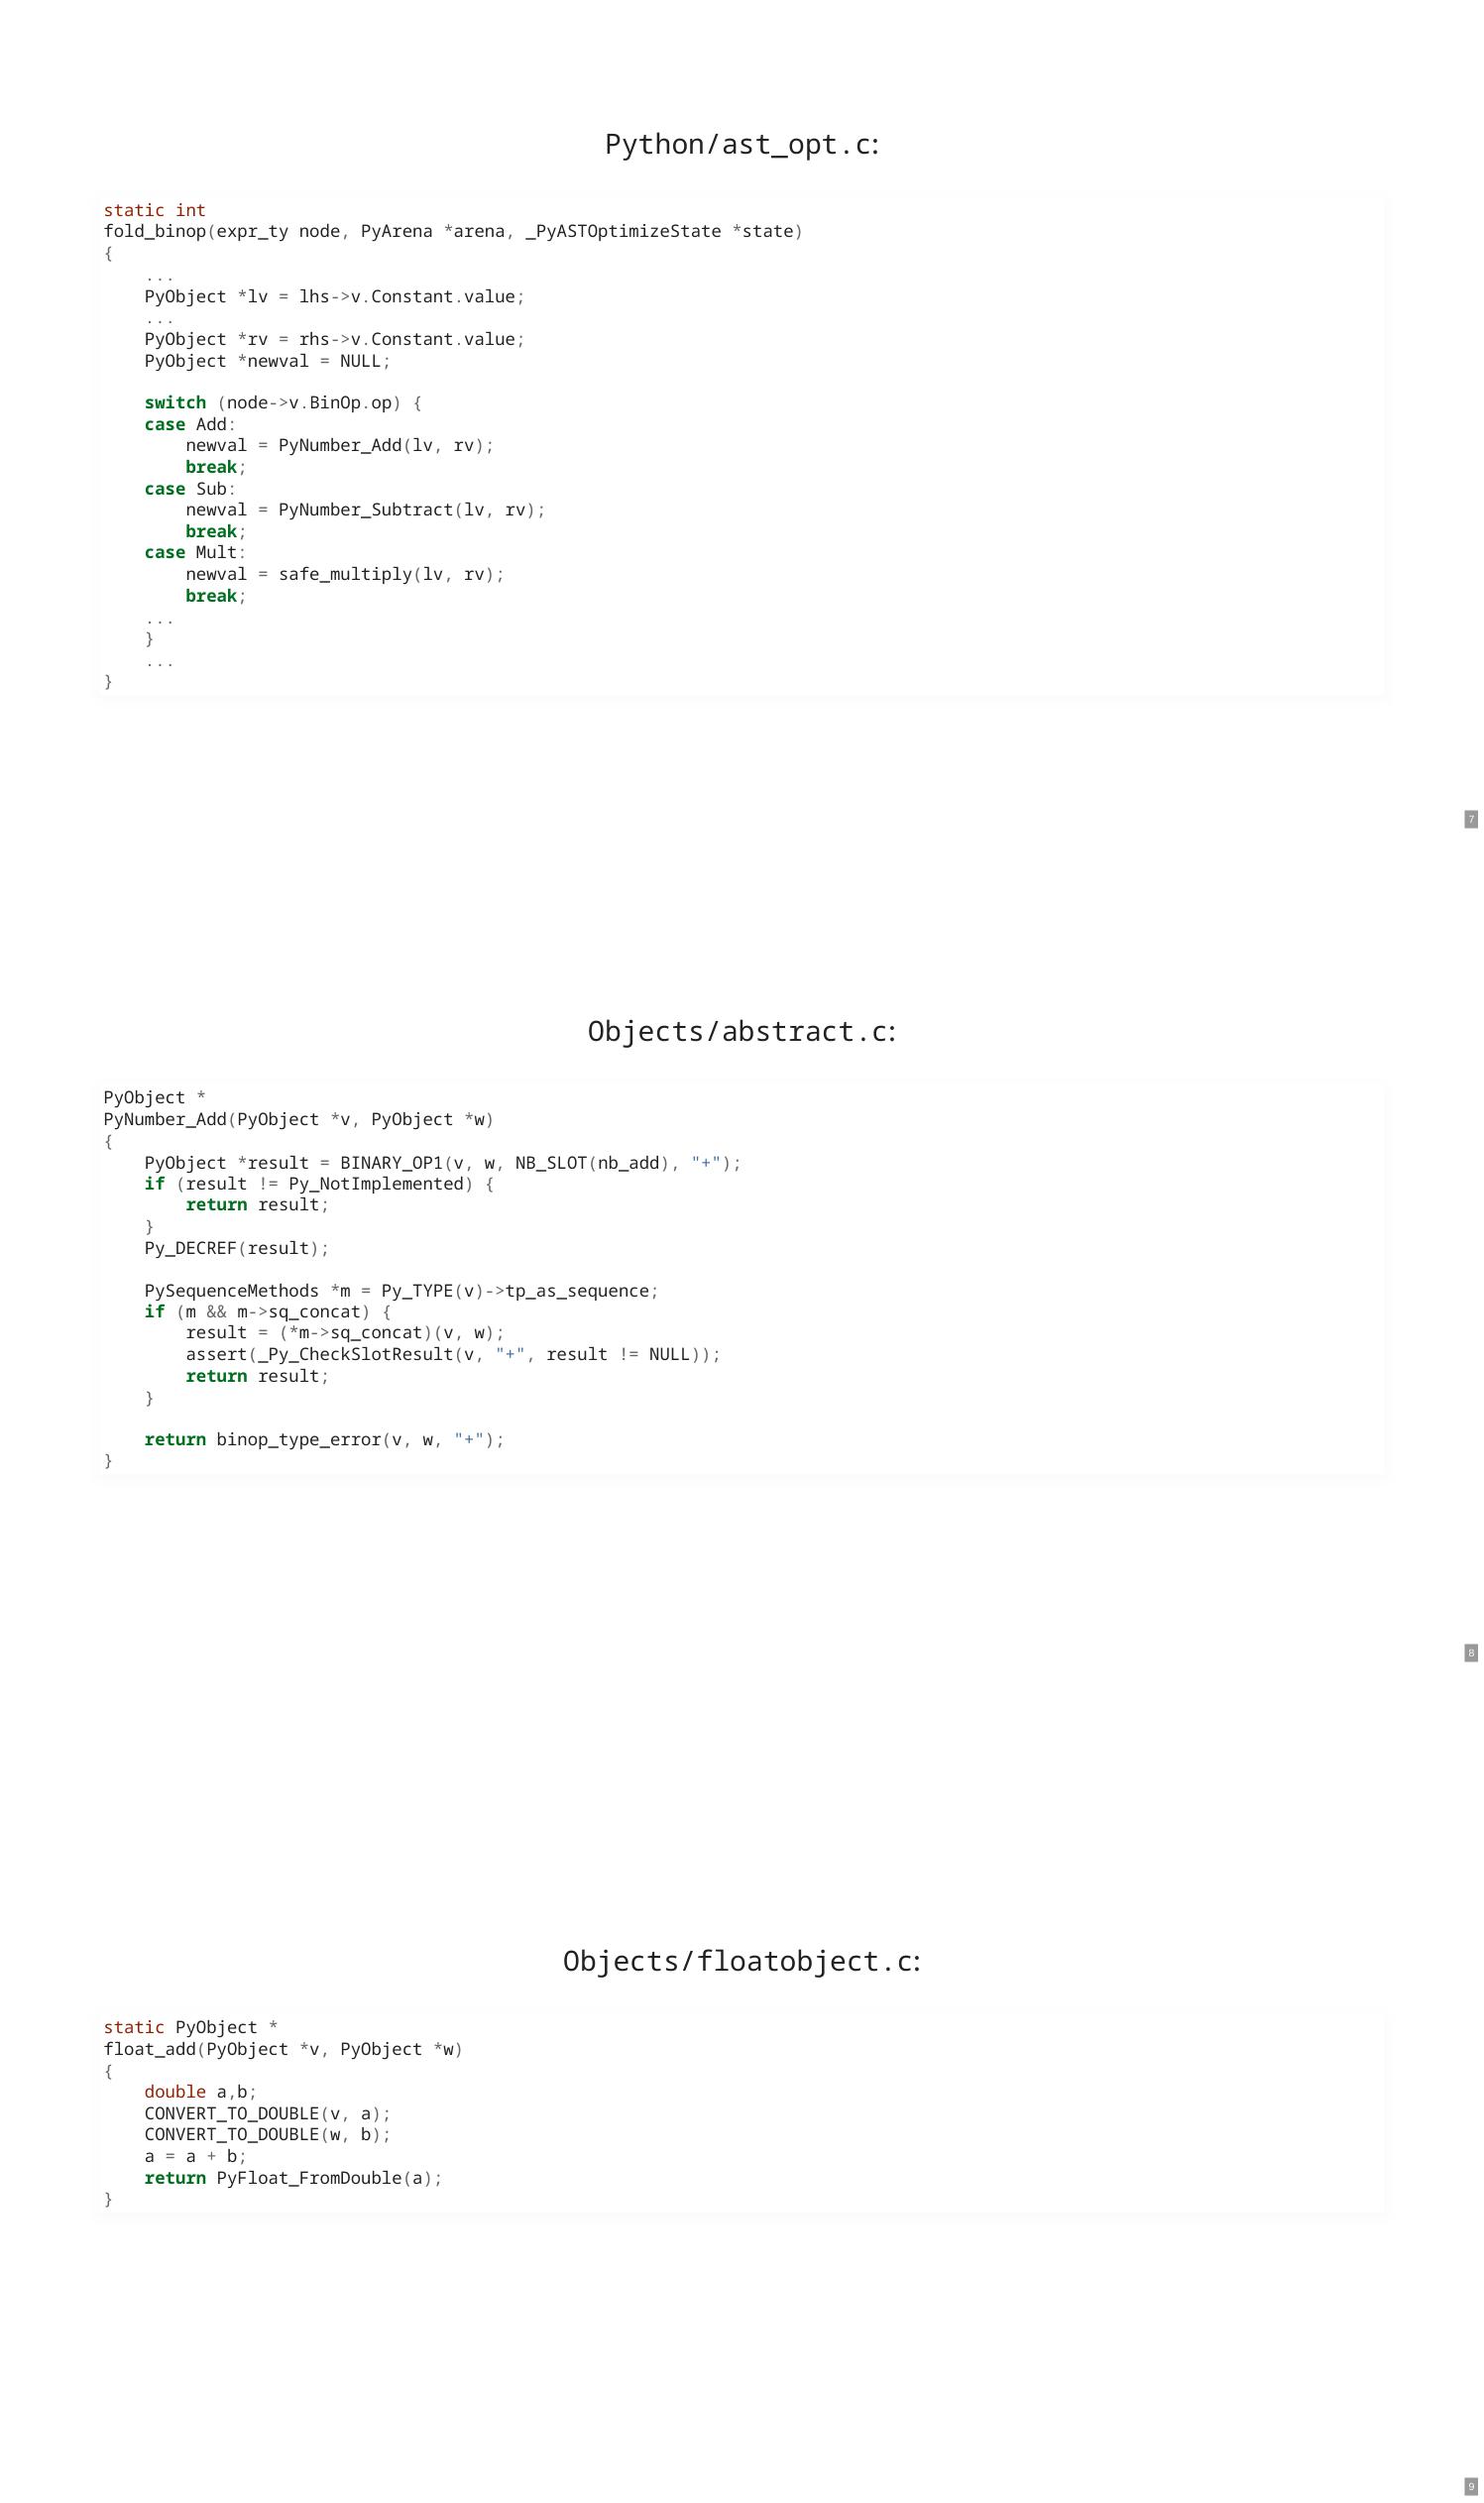 Python/ast_opt.c:
static int
fold_binop(expr_ty node, PyArena *arena, _PyASTOptimizeState *state)
{
    ...
    PyObject *lv = lhs->v.Constant.value;
    ...
    PyObject *rv = rhs->v.Constant.value;
    PyObject *newval = NULL;

    switch (node->v.BinOp.op) {
    case Add:
        newval = PyNumber_Add(lv, rv);
        break;
    case Sub:
        newval = PyNumber_Subtract(lv, rv);
        break;
    case Mult:
        newval = safe_multiply(lv, rv);
        break;
    ...
    }
    ...
}
7
Objects/abstract.c:
PyObject *
PyNumber_Add(PyObject *v, PyObject *w)
{
    PyObject *result = BINARY_OP1(v, w, NB_SLOT(nb_add), "+");
    if (result != Py_NotImplemented) {
        return result;
    }
    Py_DECREF(result);

    PySequenceMethods *m = Py_TYPE(v)->tp_as_sequence;
    if (m && m->sq_concat) {
        result = (*m->sq_concat)(v, w);
        assert(_Py_CheckSlotResult(v, "+", result != NULL));
        return result;
    }

    return binop_type_error(v, w, "+");
}
8
Objects/floatobject.c:
static PyObject *
float_add(PyObject *v, PyObject *w)
{
    double a,b;
    CONVERT_TO_DOUBLE(v, a);
    CONVERT_TO_DOUBLE(w, b);
    a = a + b;
    return PyFloat_FromDouble(a);
}
9